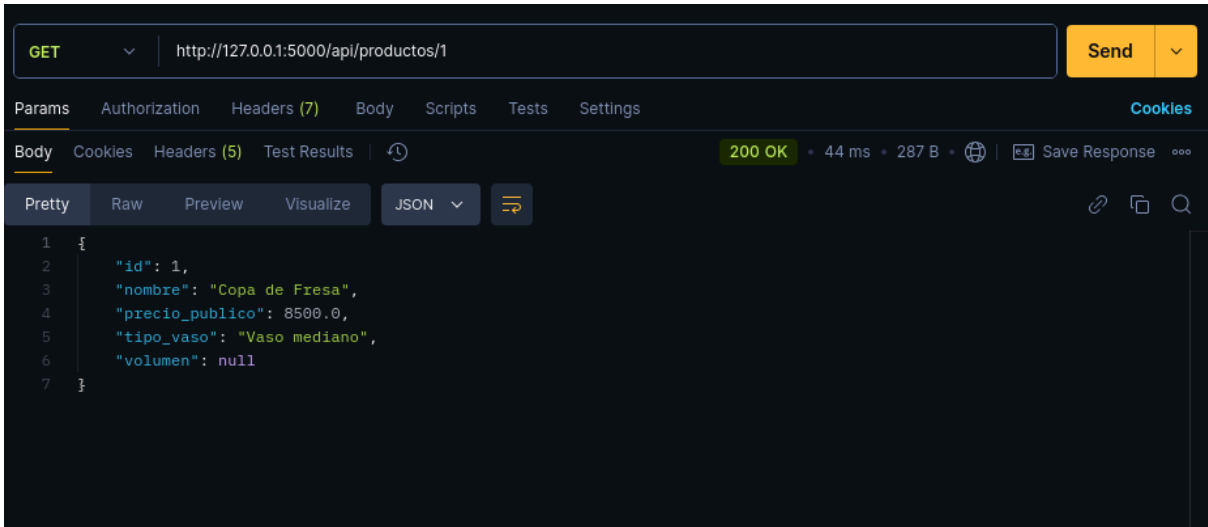 GET http://127.0.0.1:5000/api/productos/1 Send
Params Authorization Headers (7) Body Scripts Tests Settings Cookies
Body Cookies Headers (5) Test Results 200 OK • 44 ms • 287 B • e.g. Save Response
Pretty Raw Preview Visualize JSON
1 {
2 "id": 1,
3 "nombre": "Copa de Fresa",
4 "precio_publico": 8500.0,
5 "tipo_vaso": "Vaso mediano",
6 "volumen": null
7 }